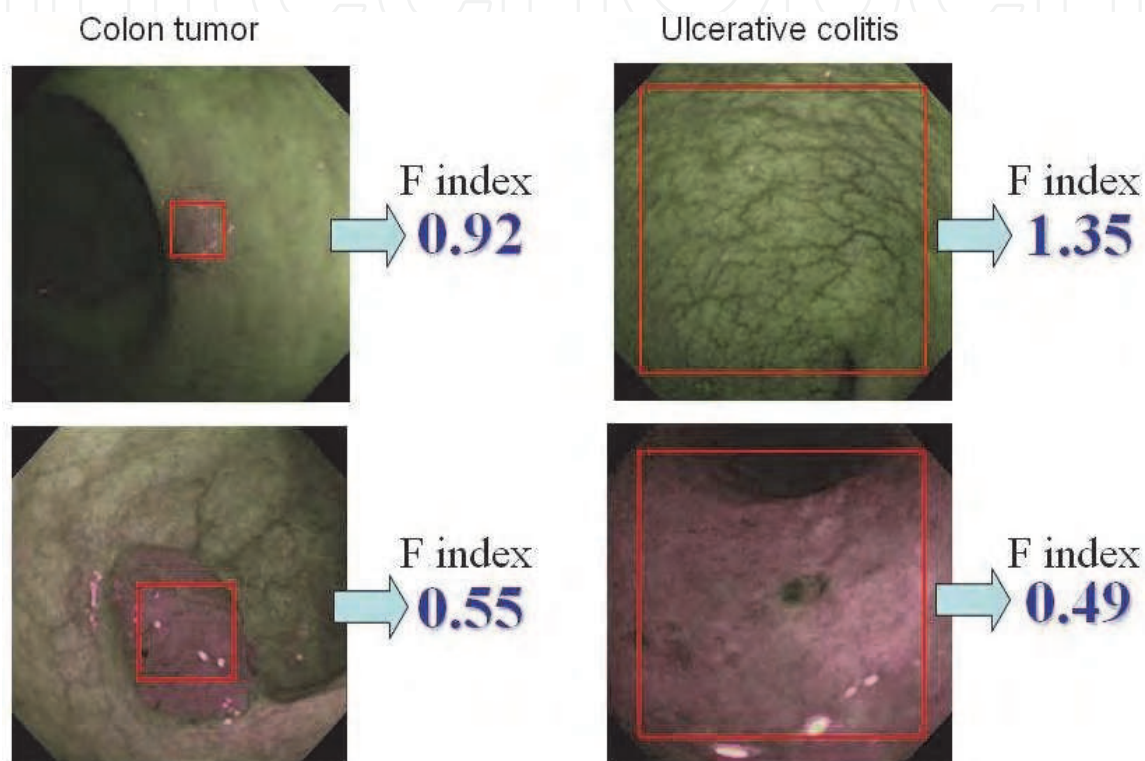 Colon tumor
Ulcerative colitis
F index
0.92
F index
1.35
F index
0.55
F index
0.49